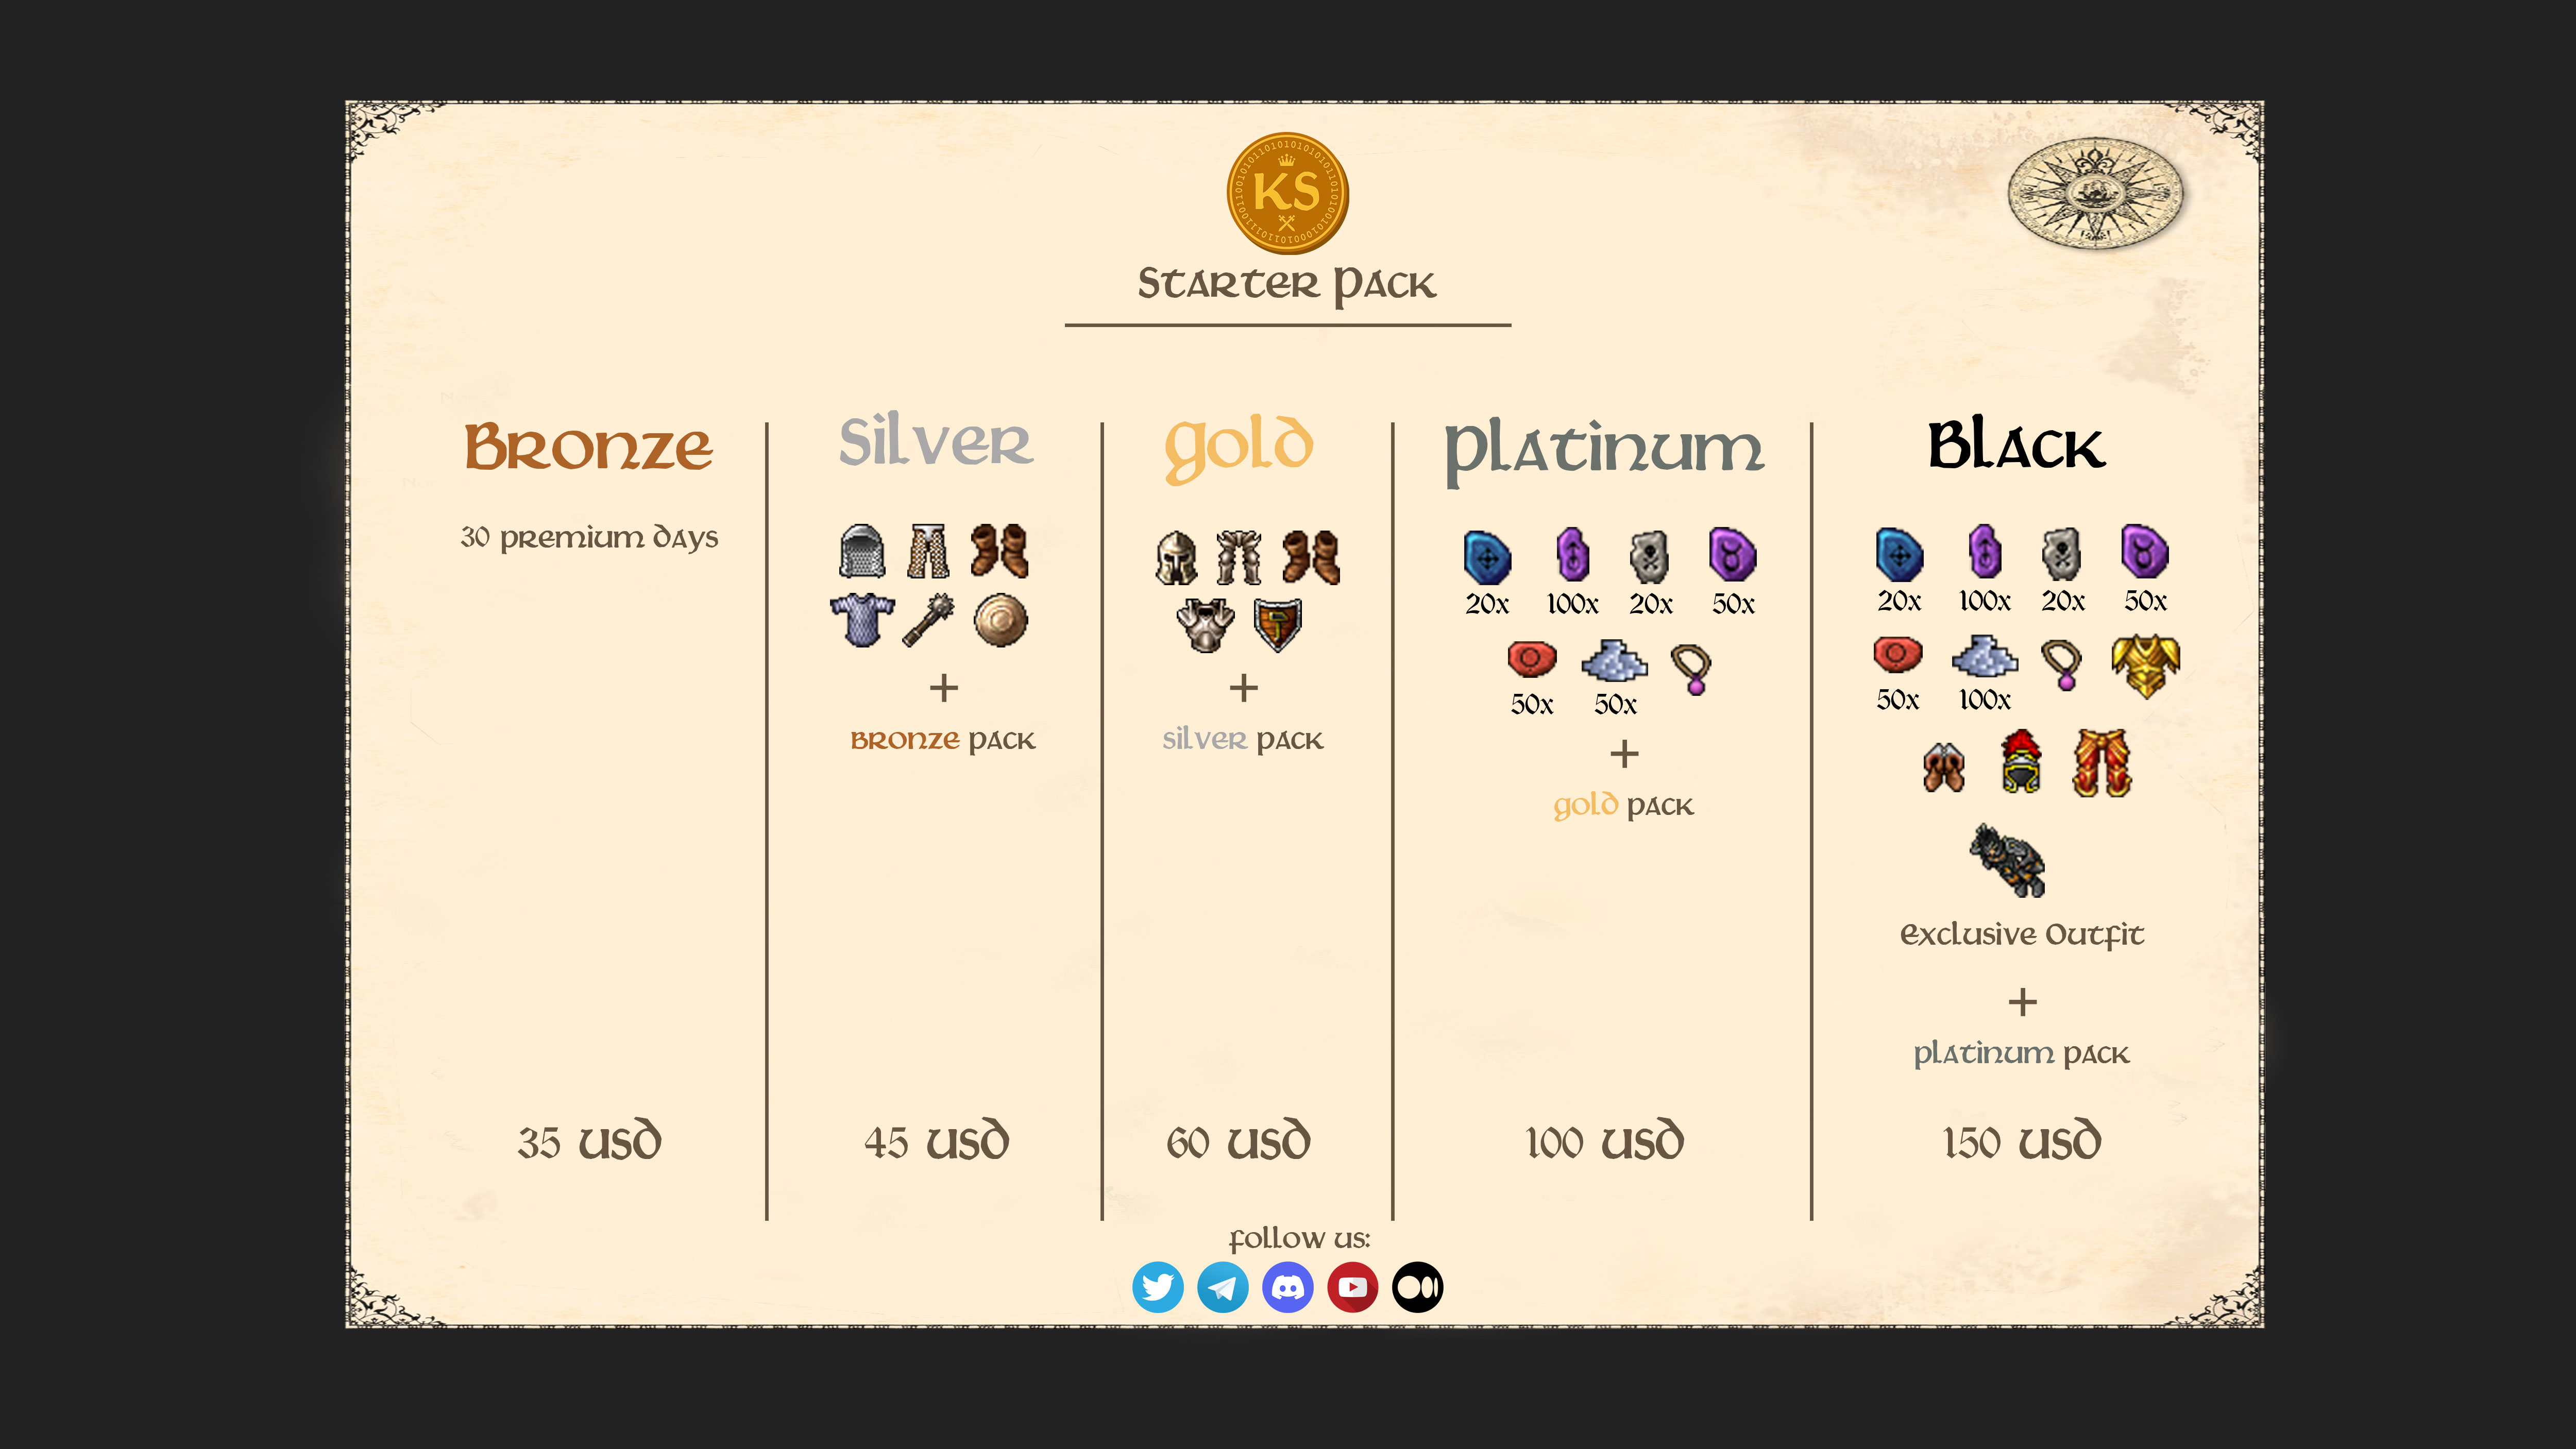 KS
Starter Pack
Bronze
30 premium days
35 usd
Silver
+
Bronze pack
45 usd
Gold
+
Silver pack
60 usd
Platinum
20x 100x 20x 50x
50x 50x
+
Gold pack
100 usd
Black
20x 100x 20x 50x
50x 100x
Exclusive Outfit
+
Platinum pack
150 usd
follow us: